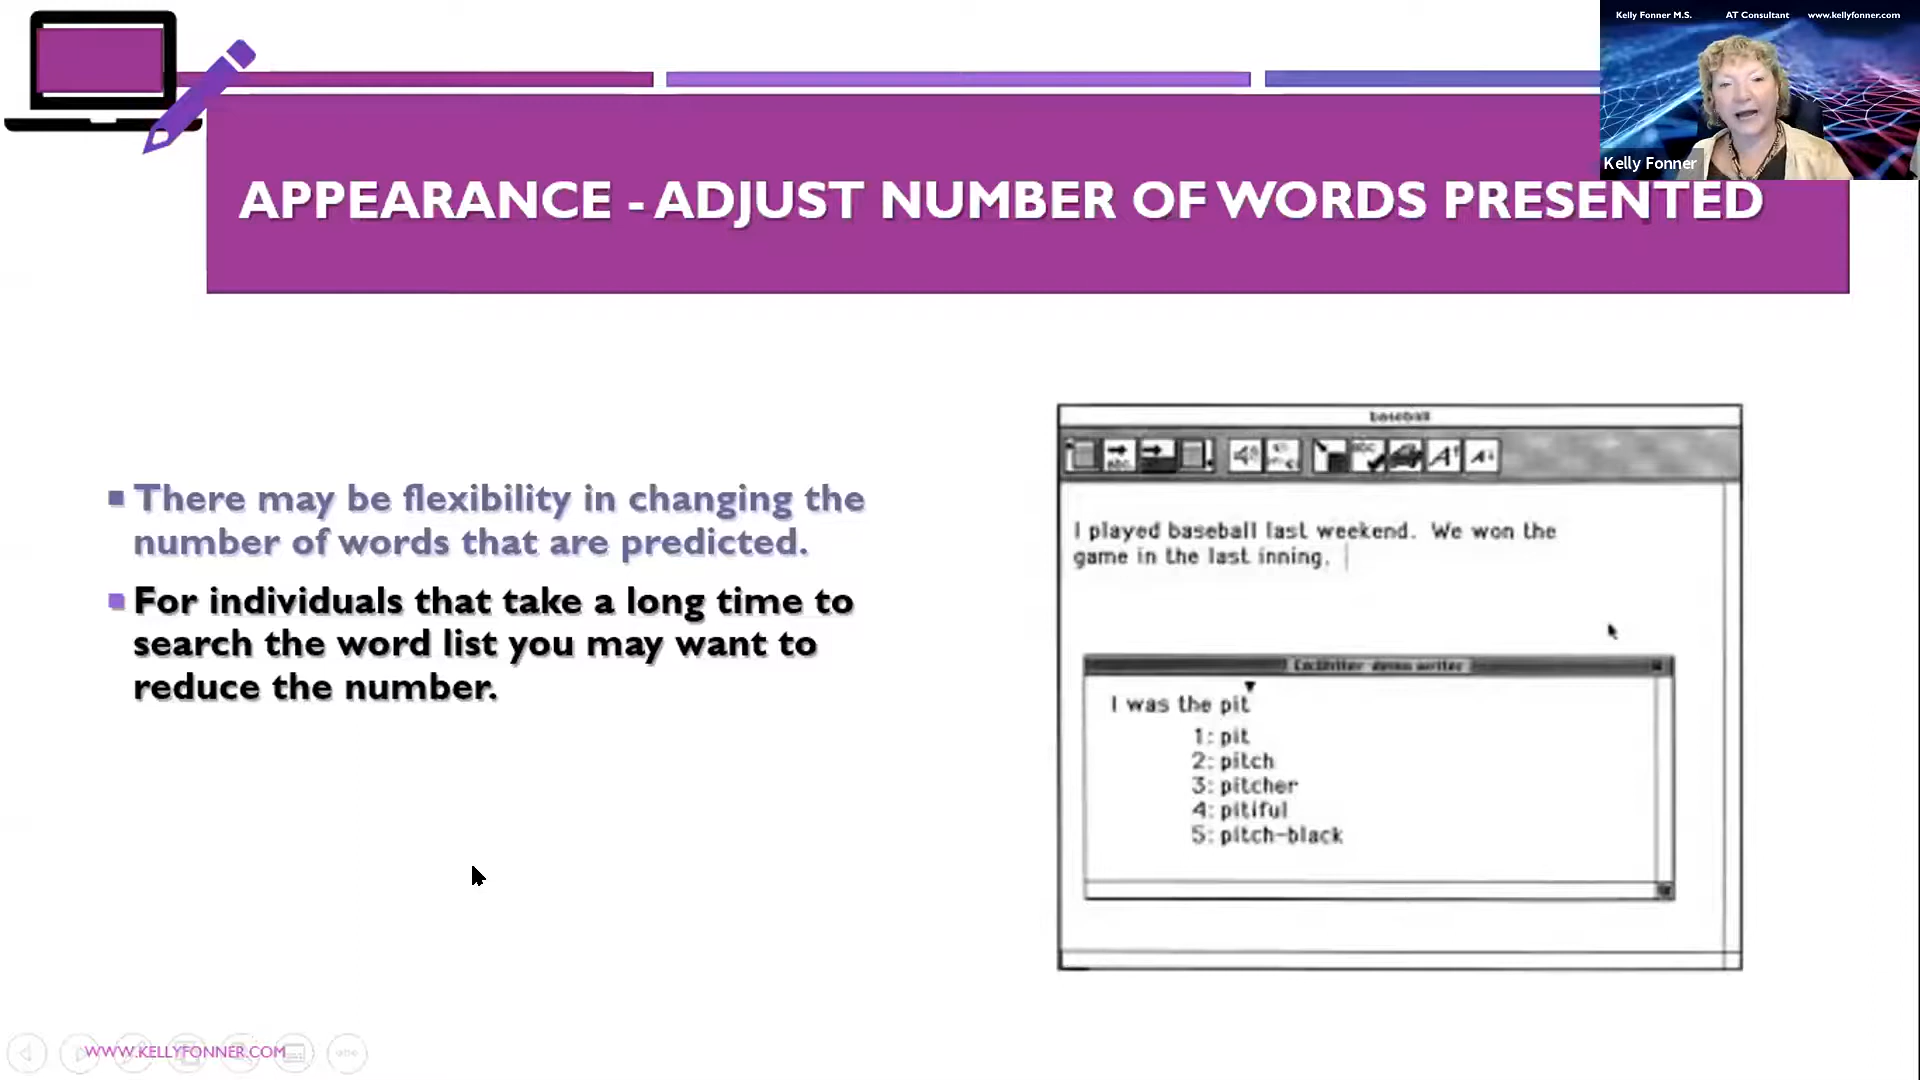 Kelly Fonner M.S. AT Consultant www.kellyfonner.com
Kelly Fonner
APPEARANCE - ADJUST NUMBER OF WORDS PRESENTED
There may be flexibility in changing the
number of words that are predicted.
For individuals that take a long time to
search the word list you may want to
reduce the number.
baseball
I played baseball last weekend. We won the
game in the last inning.
I was the pit
1: pit
2: pitch
3: pitcher
4: pitiful
5: pitch-black
WWW.KELLYFONNER.COM